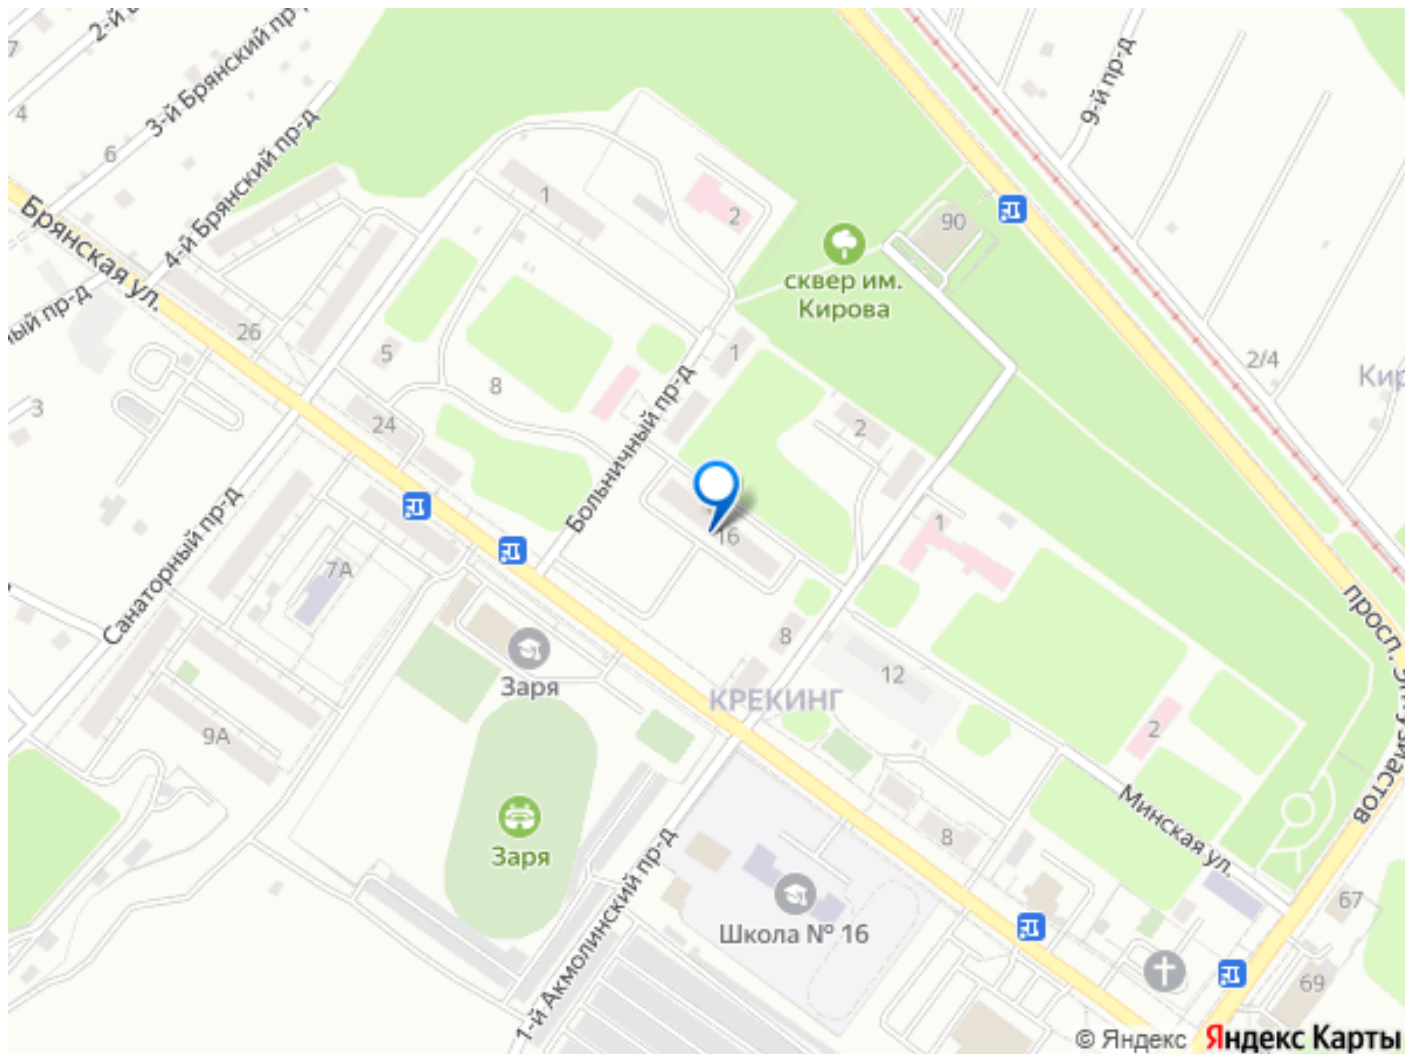 3-й Брянский пр-д
9-й пр-д
7
4
6
4-й Брянский пр-д
1
2
90
Брянская ул.
сквер им.
Кирова
26
5
1
2/4
8
Больничный пр-д
3
24
2
16
1
Санаторный пр-д
7А
просп. Энтузиастов
8
12
Заря
КРЕКИНГ
9А
2
Минская ул.
Заря
8
67
1-й Акмолинский пр-д
Школа № 16
69
© Яндекс Яндекс Карты